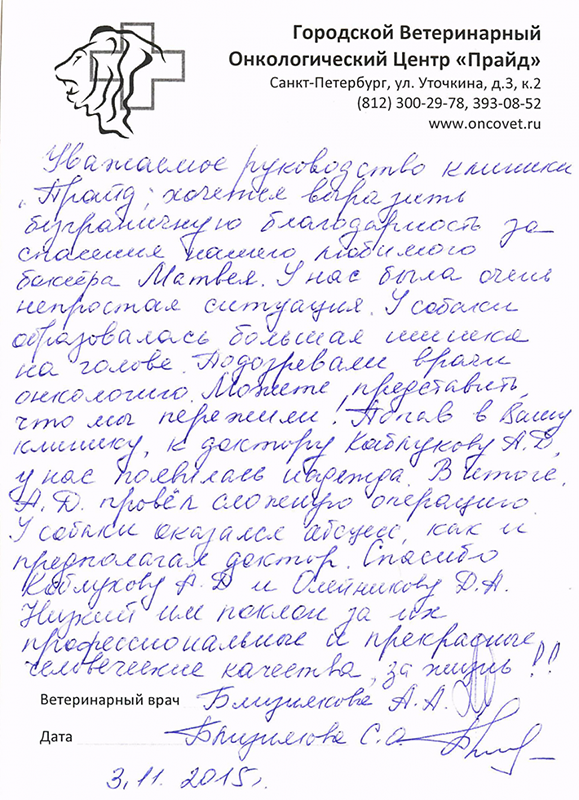 Городской Ветеринарный
Онкологический Центр «Прайд»
Санкт-Петербург, ул. Уточкина, д.3, к.2
(812) 300-29-78, 393-08-52
www.oncovet.ru
Уважаемое руководство клиники
„Прайд", хочется выразить
безграничную благодарность за
спасения нашего любимого
боксёра Матвея. У нас была очень
непростая ситуация. У собаки
образовалась большая шишка
на голове. Подозревали врачи
онкологию. Можете представить,
что мы пережили! Попав в Вашу
клинику, к доктору Каблукову А.Д,
у нас появилась надежда. В итоге,
А.Д. провёл сложную операцию.
У собаки оказался абсцесс, как и
предполагал доктор. Спасибо
Каблукову А.Д и Олейникову Д.А.
Низкий им поклон за их
профессиональные и прекрасные
человеческие качества, за жизнь!!
Ветеринарный врач Близнякова А.А.
Дата Близнякова С.О.
3.11.2015г.